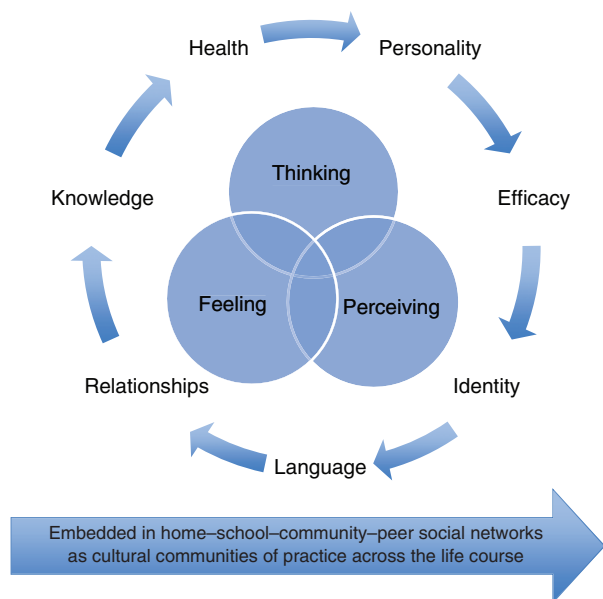 Health
Personality
Thinking
Knowledge
Efficacy
Feeling
Perceiving
Relationships
Identity
Language
Embedded in home–school–community–peer social networks
as cultural communities of practice across the life course